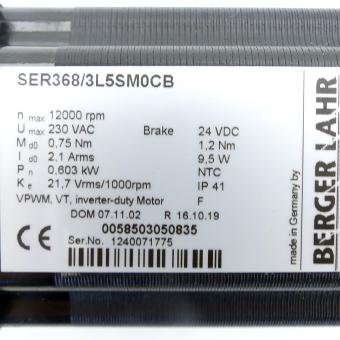 SER368/3L5SM0CB
n max 12000 rpm
U max 230 VAC Brake 24 VDC
M d0 0,75 Nm 1,2 Nm
I d0 2,1 Arms 9,5 W
P n 0,603 kW NTC
K e 21,7 Vrms/1000rpm IP 41
VPWM, VT, inverter-duty Motor F
DOM 07.11.02 R 16.10.19
0058503050835
Ser.No. 1240071775
CE
made in Germany by
BERGER LAHR